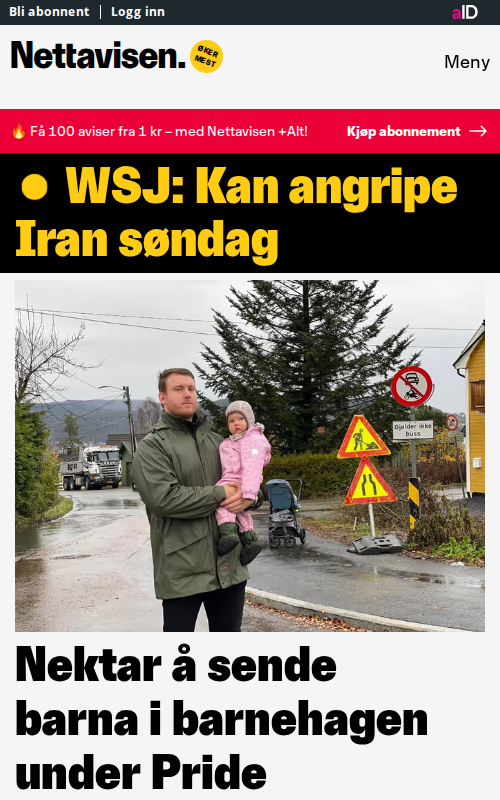 Bli abonnent | Logg inn
aID
Nettavisen.
ØKER
MEST
Meny
🔥 Få 100 aviser fra 1 kr – med Nettavisen +Alt!
Kjøp abonnement →
WSJ: Kan angripe
Iran søndag
Gjelder ikke
buss
Nektar å sende
barna i barnehagen
under Pride